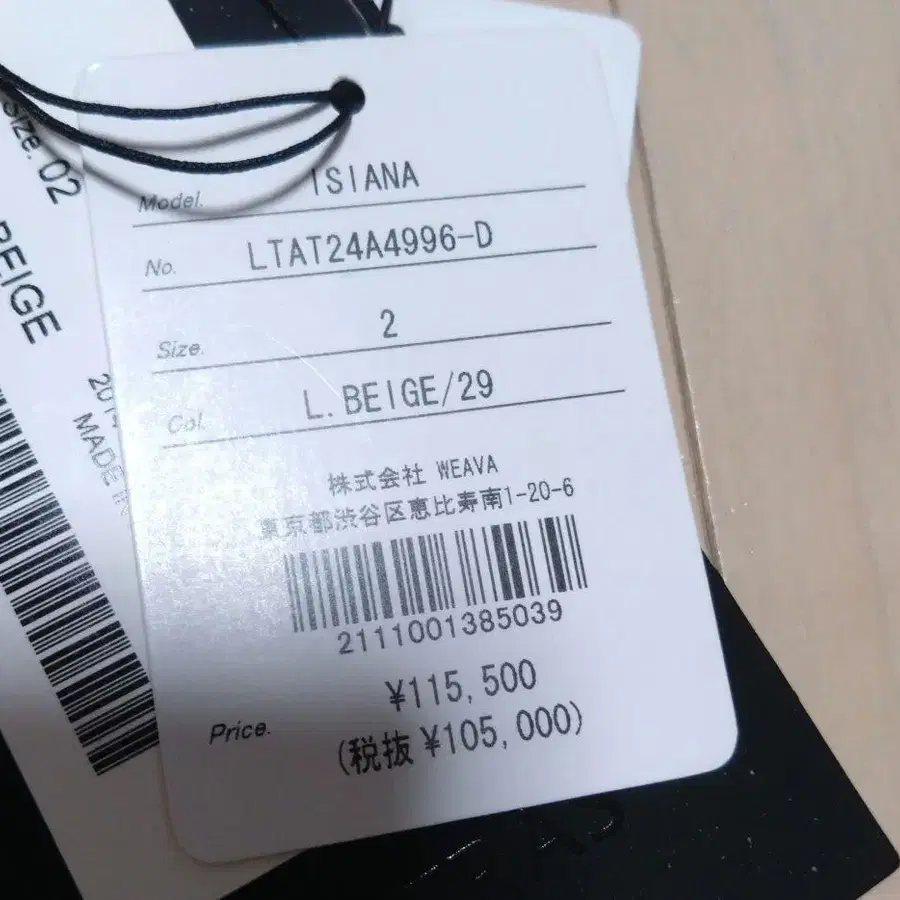 Size. 02
BEIGE
MADE IN
Model. ISIANA
No. LTAT24A4996-D
Size. 2
Col. L.BEIGE/29
株式会社 WEAVA
東京都渋谷区恵比寿南1-20-6
2111001385039
¥115,500
Price.
(税抜 ¥105,000)